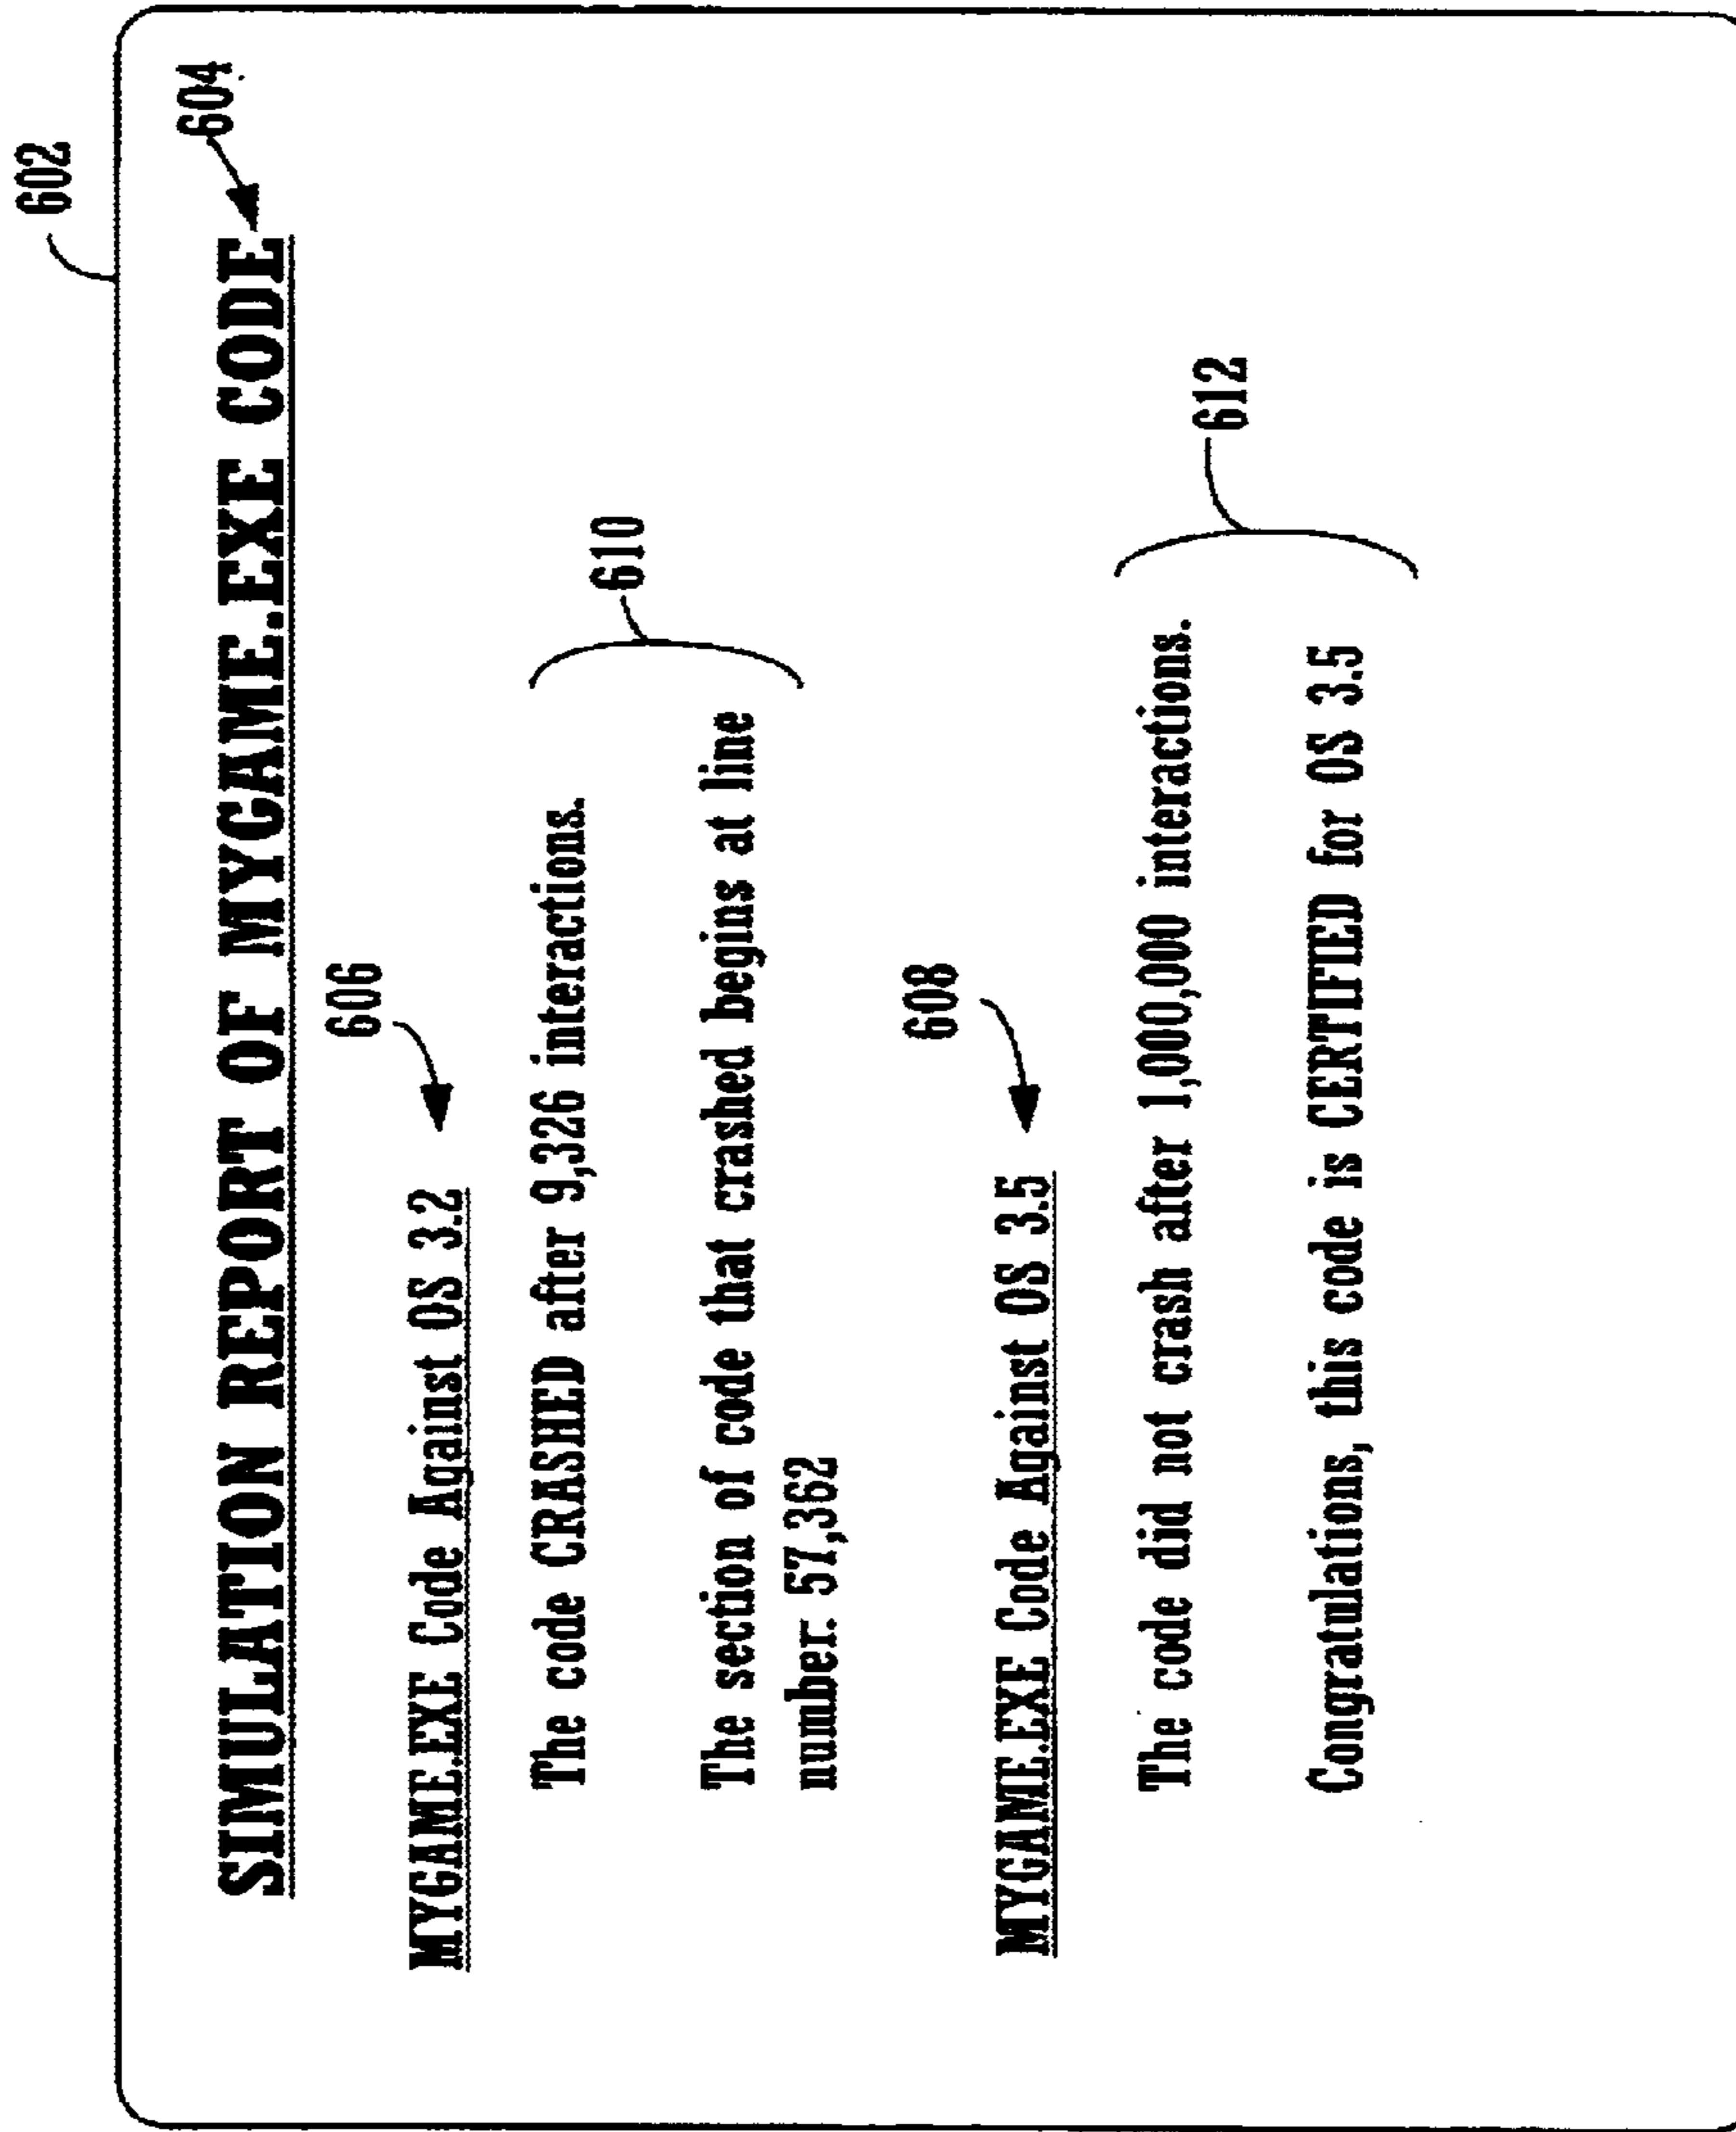 602
604
SIMULATION REPORT OF MYGAME.EXE CODE
606
MYGAME.EXE Code Against OS 3.2
The code CRASHED after 9,326 interactions.
610
The section of code that crashed begins at line
number: 57,362
608
MYGAME.EXE Code Against OS 3.5
The code did not crash after 1,000,000 interactions.
612
Congratulations, this code is CERTIFIED for OS 3.5